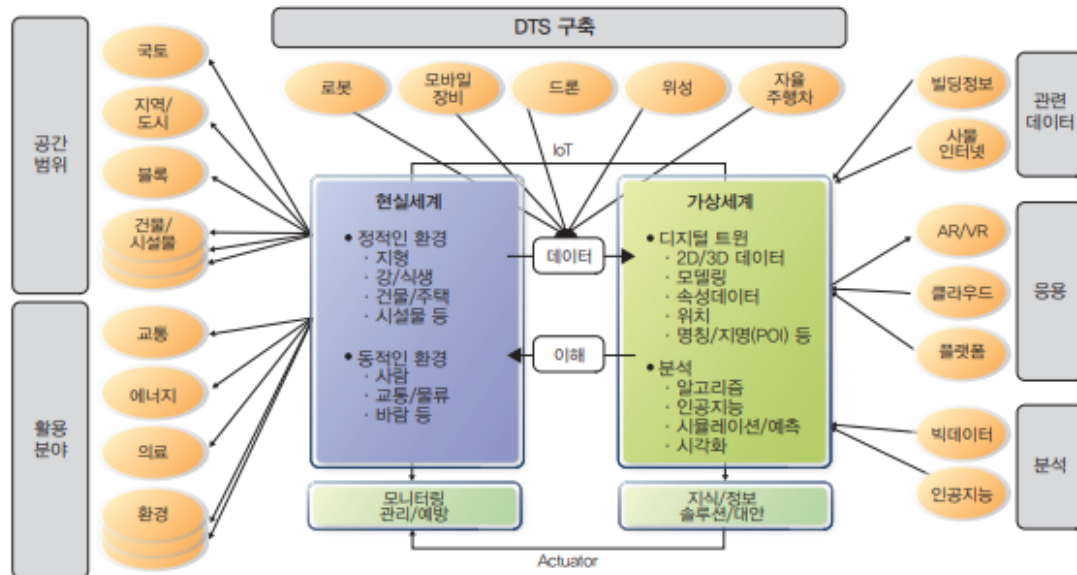 DTS 구축
로봇
모바일
장비
드론
위성
자율
주행차
공간
범위
국토
지역/
도시
블록
건물/
시설물
활용
분야
교통
에너지
의료
환경
IoT
현실세계
● 정적인 환경
· 지형
· 강/식생
· 건물/주택
· 시설물 등
● 동적인 환경
· 사람
· 교통/물류
· 바람 등
데이터
이해
가상세계
● 디지털 트윈
· 2D/3D 데이터
· 모델링
· 속성데이터
· 위치
· 명칭/지명(POI) 등
● 분석
· 알고리즘
· 인공지능
· 시뮬레이션/예측
· 시각화
모니터링
관리/예방
지식/정보
솔루션/대안
Actuator
빌딩정보
사물
인터넷
관련
데이터
AR/VR
클라우드
플랫폼
응용
빅데이터
인공지능
분석